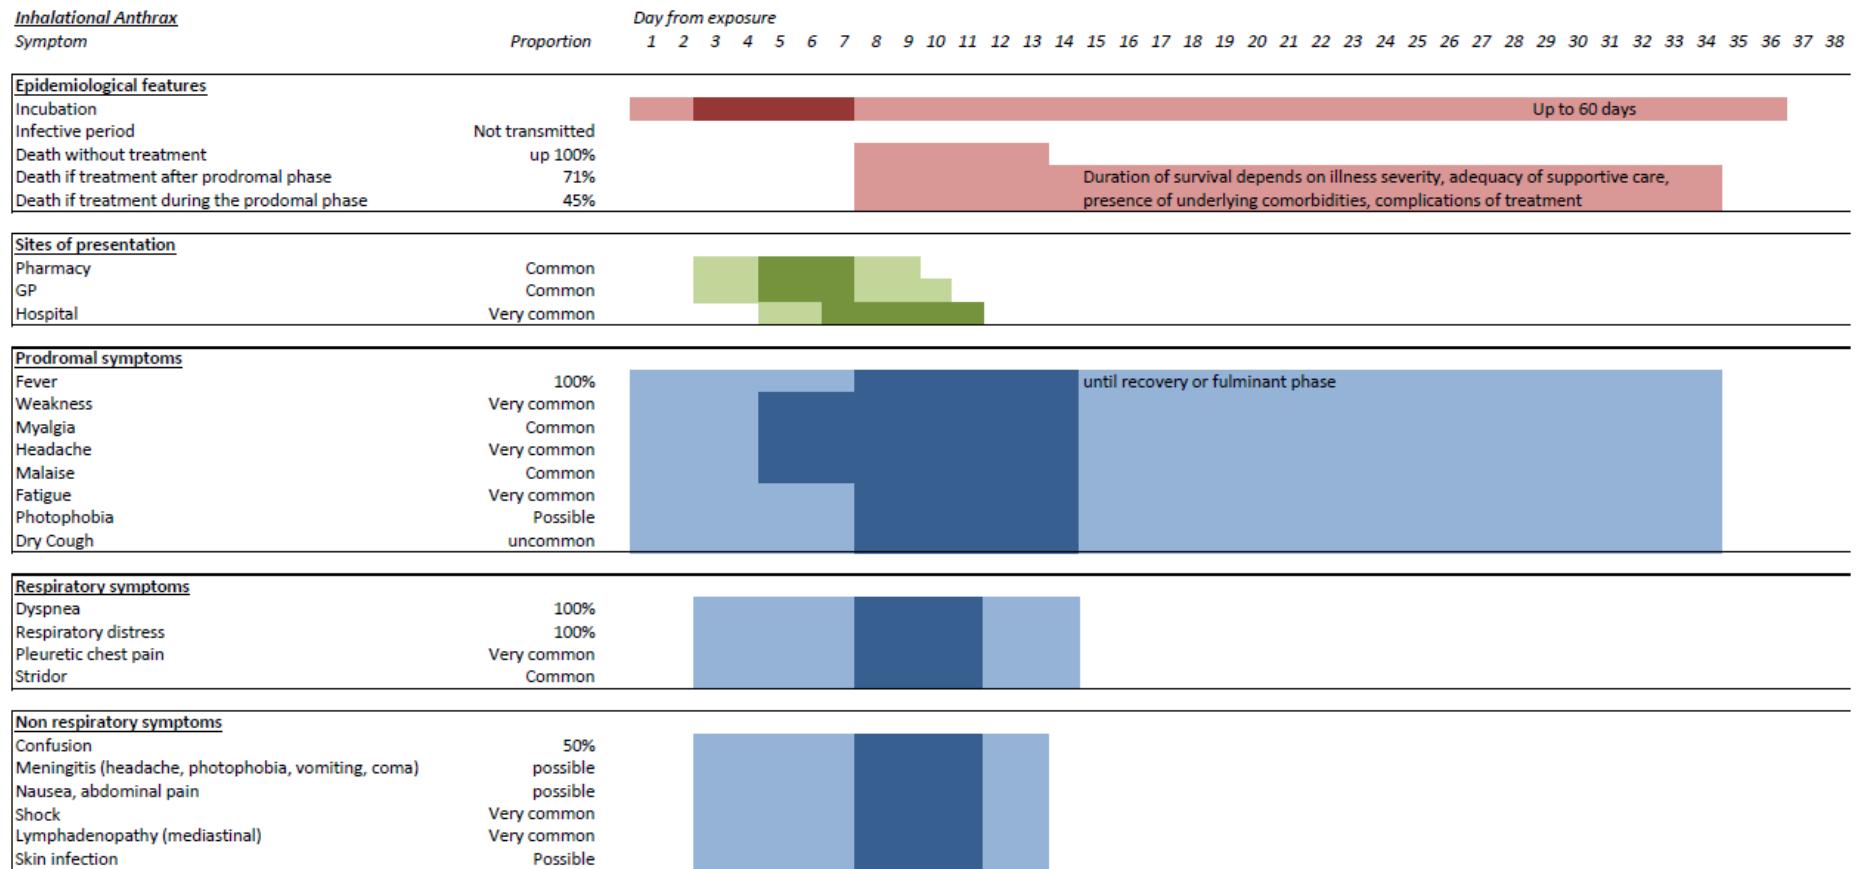 Inhalational Anthrax Day from exposure
Symptom Proportion 1 2 3 4 5 6 7 8 9 10 11 12 13 14 15 16 17 18 19 20 21 22 23 24 25 26 27 28 29 30 31 32 33 34 35 36 37 38
Epidemiological features
Incubation Up to 60 days
Infective period Not transmitted
Death without treatment up 100%
Death if treatment after prodromal phase 71% Duration of survival depends on illness severity, adequacy of supportive care,
Death if treatment during the prodomal phase 45% presence of underlying comorbidities, complications of treatment
Sites of presentation
Pharmacy Common
GP Common
Hospital Very common
Prodromal symptoms
Fever 100% until recovery or fulminant phase
Weakness Very common
Myalgia Common
Headache Very common
Malaise Common
Fatigue Very common
Photophobia Possible
Dry Cough uncommon
Respiratory symptoms
Dyspnea 100%
Respiratory distress 100%
Pleuretic chest pain Very common
Stridor Common
Non respiratory symptoms
Confusion 50%
Meningitis (headache, photophobia, vomiting, coma) possible
Nausea, abdominal pain possible
Shock Very common
Lymphadenopathy (mediastinal) Very common
Skin infection Possible